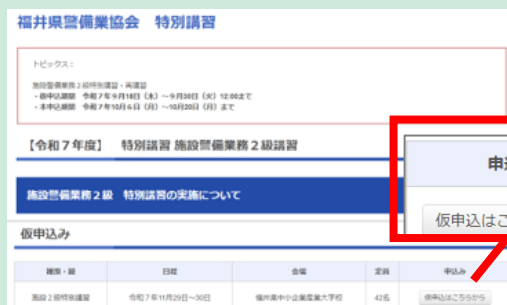 福井県警備業協会　特別講習
トピックス：
施設警備業務2級特別講習・再講習
・仮申込期間　令和7年9月18日（木）～9月30日（火）12:00まで
・本申込期間　令和7年10月6日（月）～10月20日（月）まで
【令和7年度】　特別講習 施設警備業務2級講習
施設警備業務2級　特別講習の実施について
仮申込み
種別・級　日程　会場　定員　申込み
施設2級特別講習　令和7年11月29日～30日　福井県中小企業産業大学校　42名　仮申込はこちらから
申込
仮申込はこ